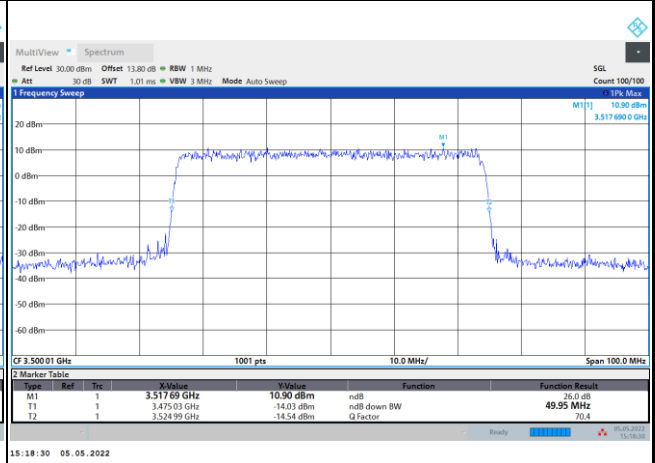 MultiView Spectrum
Ref Level 30.00 dBm Offset 13.80 dB RBW 1 MHz SGL
Att 30 dB SWT 1.01 ms VBW 3 MHz Mode Auto Sweep Count 100/100
1 Frequency Sweep 1Pk Max
M1[1] 10.90 dBm
3.517 690 0 GHz
20 dBm
M1
10 dBm
0 dBm
-10 dBm
-20 dBm
-30 dBm
-40 dBm
-50 dBm
-60 dBm
CF 3.500 01 GHz 1001 pts 10.0 MHz/ Span 100.0 MHz
2 Marker Table
Type Ref Trc X-Value Y-Value Function Function Result
M1 1 3.517 69 GHz 10.90 dBm ndB 26.0 dB
T1 1 3.475 03 GHz -14.03 dBm ndB down BW 49.95 MHz
T2 1 3.524 99 GHz -14.54 dBm Q Factor 70.4
Ready 05.05.2022
15:18:30
15:18:30 05.05.2022